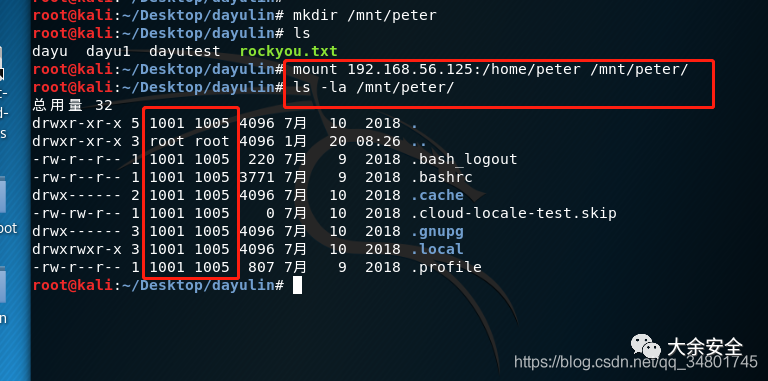 root@kali:~/Desktop/dayulin# mkdir /mnt/peter
root@kali:~/Desktop/dayulin# ls
dayu  dayu1  dayutest  rockyou.txt
root@kali:~/Desktop/dayulin# mount 192.168.56.125:/home/peter /mnt/peter/
root@kali:~/Desktop/dayulin# ls -la /mnt/peter/
总用量 32
drwxr-xr-x 5 1001 1005 4096 7月  10  2018 .
drwxr-xr-x 3 root root 4096 1月  20 08:26 ..
-rw-r--r-- 1 1001 1005  220 7月   9  2018 .bash_logout
-rw-r--r-- 1 1001 1005 3771 7月   9  2018 .bashrc
drwx------ 2 1001 1005 4096 7月  10  2018 .cache
-rw-rw-r-- 1 1001 1005    0 7月  10  2018 .cloud-locale-test.skip
drwx------ 3 1001 1005 4096 7月  10  2018 .gnupg
drwxrwxr-x 3 1001 1005 4096 7月  10  2018 .local
-rw-r--r-- 1 1001 1005  807 7月   9  2018 .profile
root@kali:~/Desktop/dayulin#
t
d-
s
oot
n
大余安全
https://blog.csdn.net/qq_34801745